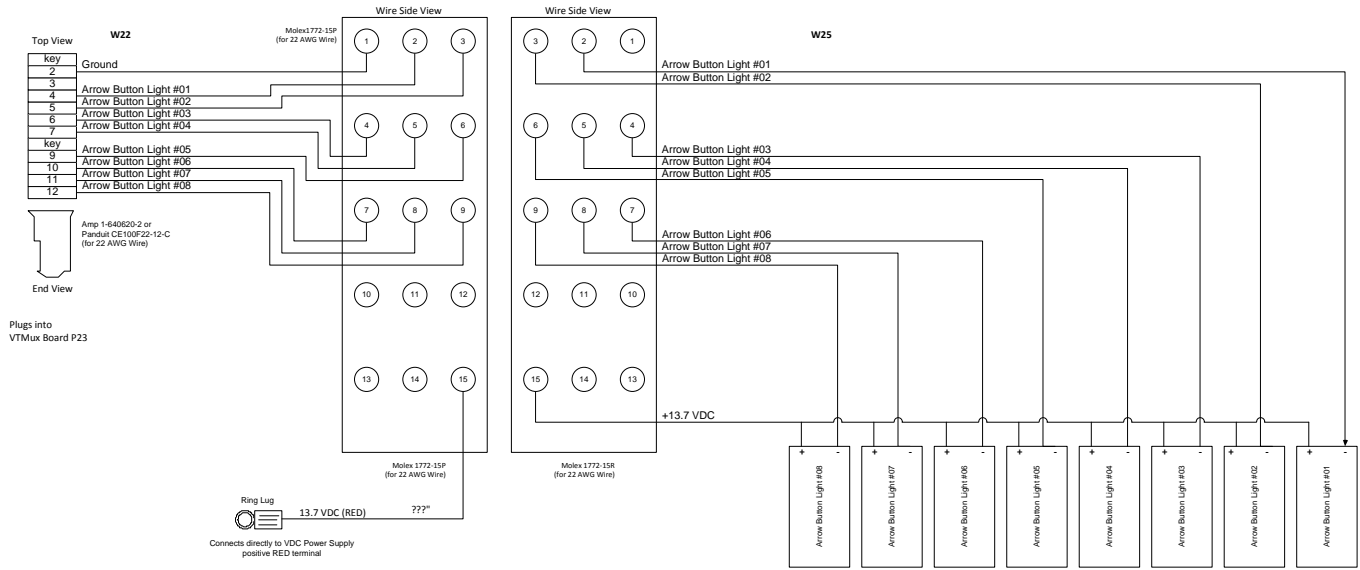 Wire Side View
Wire Side View
W22
Molex1772-15P
(for 22 AWG Wire)
W25
Top View
key
2
3
4
5
6
7
key
9
10
11
12
Ground
Arrow Button Light #01
Arrow Button Light #02
Arrow Button Light #03
Arrow Button Light #04
Arrow Button Light #05
Arrow Button Light #06
Arrow Button Light #07
Arrow Button Light #08
Amp 1-640620-2 or
Panduit CE100F22-12-C
(for 22 AWG Wire)
End View
Plugs into
VTMux Board P23
1 2 3
4 5 6
7 8 9
10 11 12
13 14 15
3 2 1
6 5 4
9 8 7
12 11 10
15 14 13
Arrow Button Light #01
Arrow Button Light #02
Arrow Button Light #03
Arrow Button Light #04
Arrow Button Light #05
Arrow Button Light #06
Arrow Button Light #07
Arrow Button Light #08
+13.7 VDC
Molex 1772-15P
(for 22 AWG Wire)
Molex 1772-15R
(for 22 AWG Wire)
Ring Lug
13.7 VDC (RED)
???"
Connects directly to VDC Power Supply
positive RED terminal
+ - + - + - + - + - + - + - + -
Arrow Button Light #08
Arrow Button Light #07
Arrow Button Light #06
Arrow Button Light #05
Arrow Button Light #04
Arrow Button Light #03
Arrow Button Light #02
Arrow Button Light #01